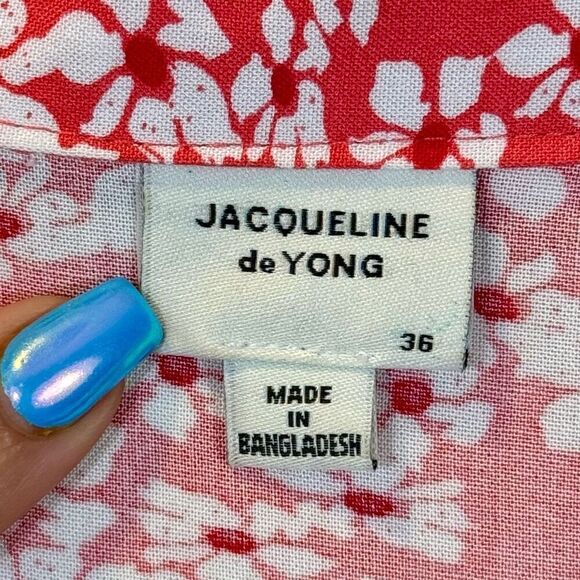 JACQUELINE
de YONG
36
MADE
IN
BANGLADESH